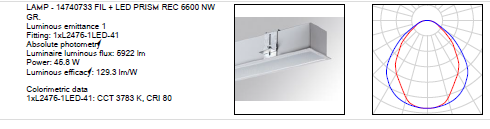 LAMP - 14740733 FIL + LED PRISM REC 6600 NW
GR.
Luminous emittance 1
Fitting: 1xL2476-1LED-41
Absolute photometry
Luminaire luminous flux: 5922 lm
Power: 45.8 W
Luminous efficacy: 129.3 lm/W
Colorimetric data
1xL2476-1LED-41: CCT 3783 K, CRI 80